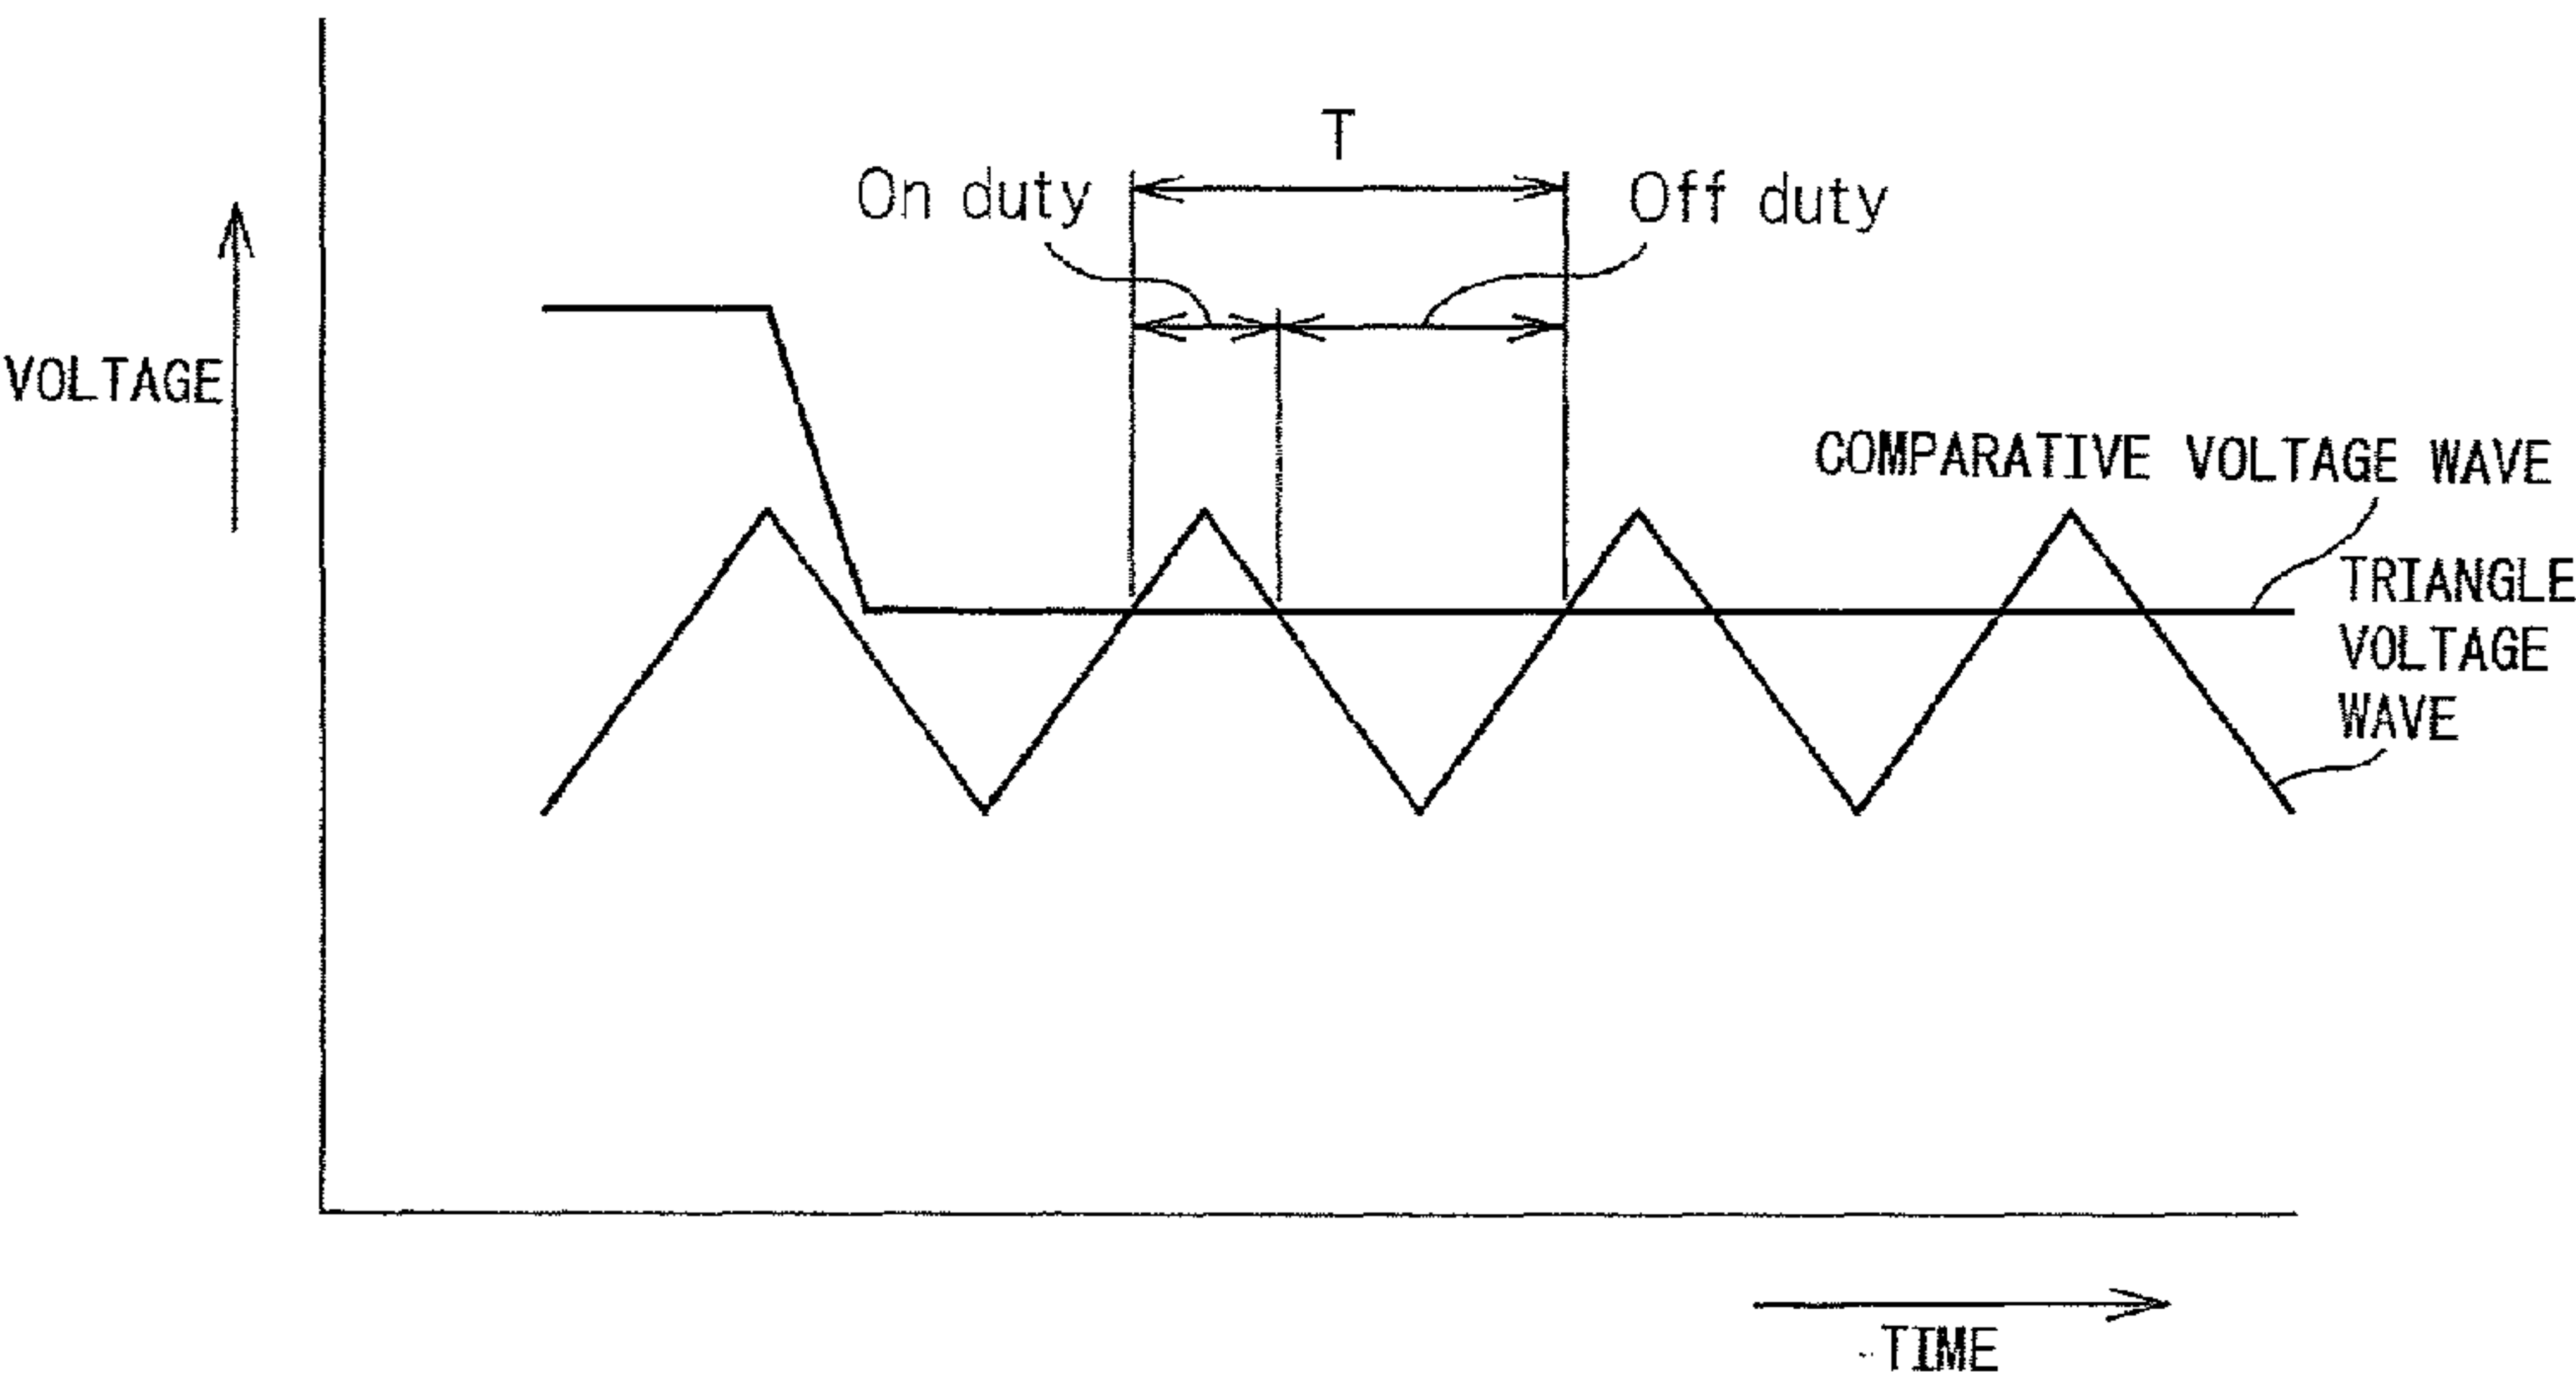 T
On duty
Off duty
VOLTAGE
COMPARATIVE VOLTAGE WAVE
TRIANGLE
VOLTAGE
WAVE
TIME